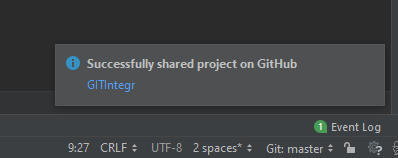 Successfully shared project on GitHub
GITIntegr
1 Event Log
9:27 CRLF UTF-8 2 spaces* Git: master